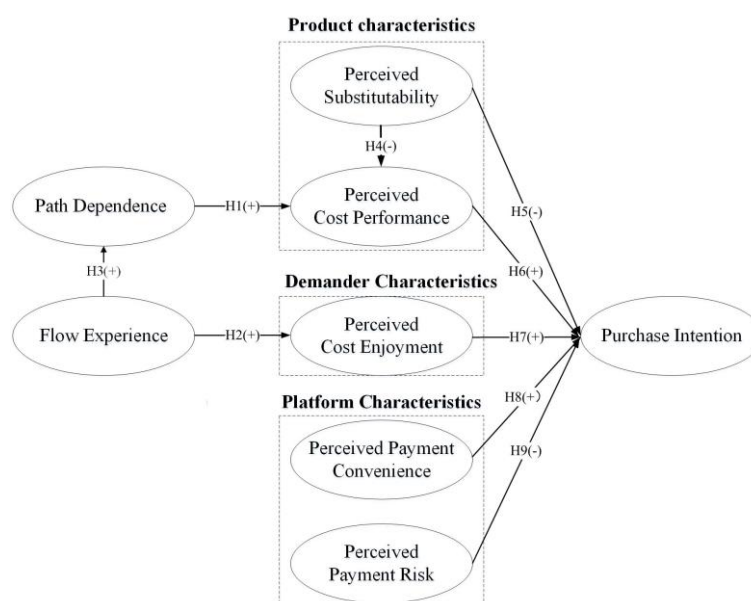 Product characteristics
Perceived
Substitutability
H4(-)
Path Dependence
H1(+)
Perceived
Cost Performance
H5(-)
H3(+)
H6(+)
Demander Characteristics
Flow Experience
H2(+)
Perceived
Cost Enjoyment
H7(+)
Purchase Intention
Platform Characteristics
H8(+)
Perceived Payment
Convenience
H9(-)
Perceived
Payment Risk